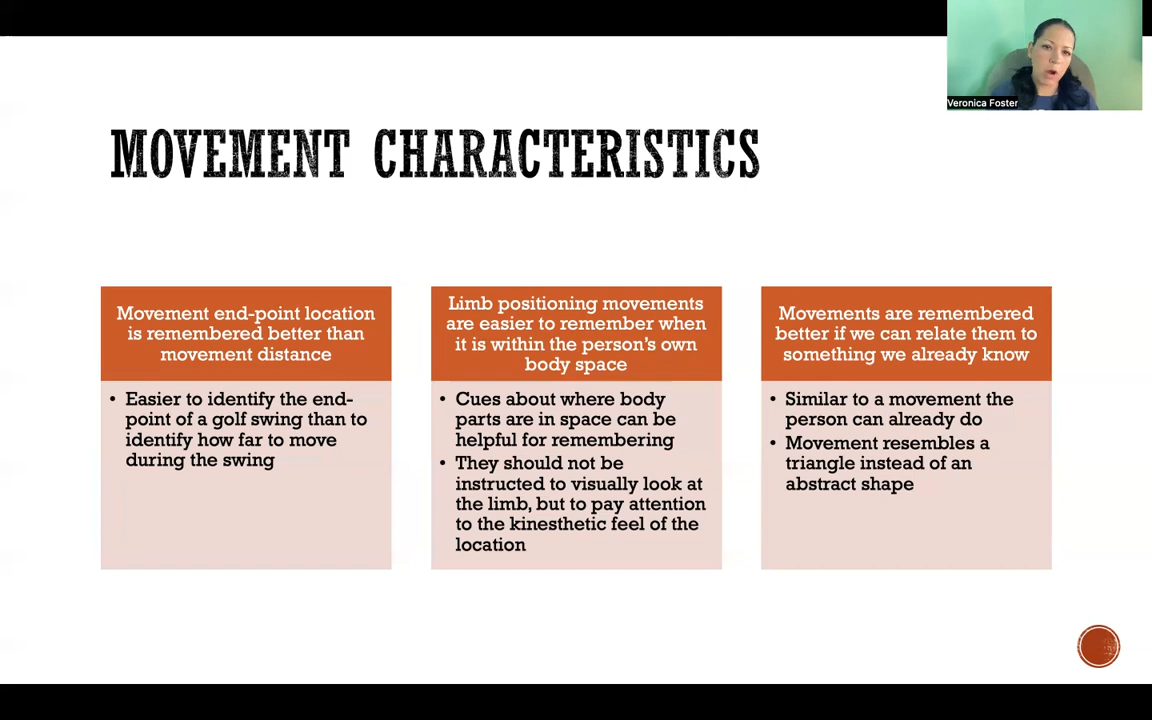 Veronica Foster
MOVEMENT CHARACTERISTICS
Movement end-point location
is remembered better than
movement distance
• Easier to identify the end-
point of a golf swing than to
identify how far to move
during the swing
Limb positioning movements
are easier to remember when
it is within the person's own
body space
• Cues about where body
parts are in space can be
helpful for remembering
• They should not be
instructed to visually look at
the limb, but to pay attention
to the kinesthetic feel of the
location
Movements are remembered
better if we can relate them to
something we already know
• Similar to a movement the
person can already do
• Movement resembles a
triangle instead of an
abstract shape